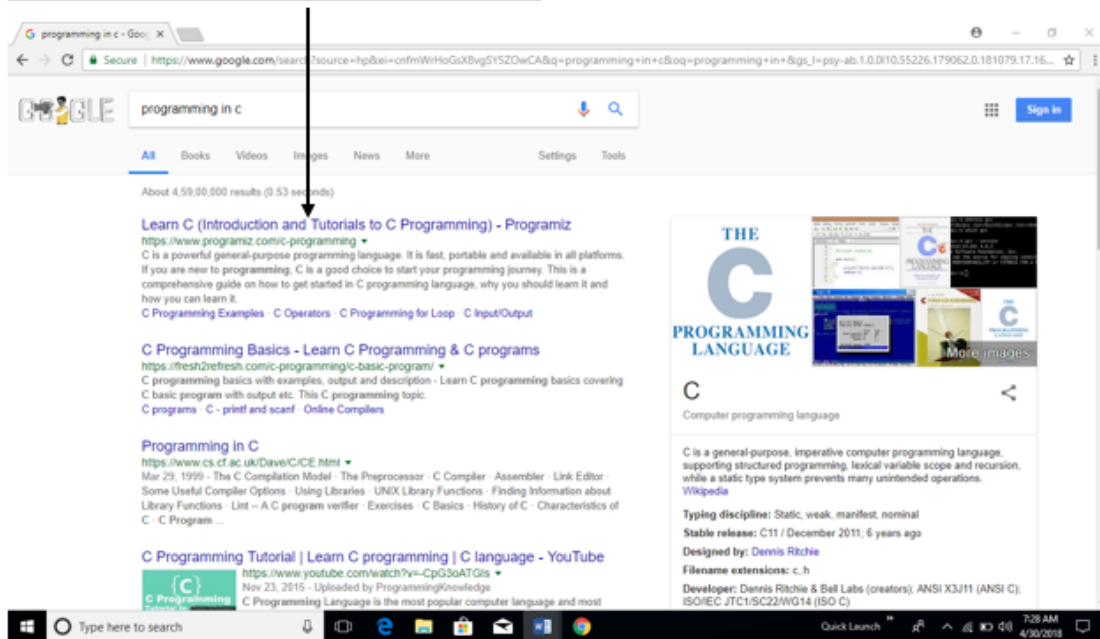 programming in c - Goog
Secure | https://www.google.com/search?source=hp&ei=cnfmWrHoGsX8vgSY5ZOwCA&q=programming+in+c&oq=programming+in+&gs_l=psy-ab.1.0.0l10.55226.179062.0.181079.17.16...
GOOGLE
programming in c
Sign in
All Books Videos Images News More Settings Tools
About 4,59,00,000 results (0.53 seconds)
Learn C (Introduction and Tutorials to C Programming) - Programiz
https://www.programiz.com/c-programming
C is a powerful general-purpose programming language. It is fast, portable and available in all platforms.
If you are new to programming, C is a good choice to start your programming journey. This is a
comprehensive guide on how to get started in C programming language, why you should learn it and
how you can learn it.
C Programming Examples · C Operators · C Programming for Loop · C Input/Output
C Programming Basics - Learn C Programming & C programs
https://fresh2refresh.com/c-programming/c-basic-program/
C programming basics with examples, output and description - Learn C programming basics covering
C basic program with output etc. This C programming topic.
C programs · C - printf and scanf · Online Compilers
Programming in C
https://www.cs.cf.ac.uk/Dave/C/CE.html
Mar 29, 1999 - The C Compilation Model · The Preprocessor · C Compiler · Assembler · Link Editor ·
Some Useful Compiler Options · Using Libraries · UNIX Library Functions · Finding Information about
Library Functions · Lint -- A C program verifier · Exercises · C Basics · History of C · Characteristics of
C · C Program ...
C Programming Tutorial | Learn C programming | C language - YouTube
https://www.youtube.com/watch?v=-CpG3oATGIs
Nov 23, 2015 - Uploaded by ProgrammingKnowledge
C Programming Language is the most popular computer language and most
{C}
C Programming
THE
C
PROGRAMMING
LANGUAGE
More images
C
Computer programming language
C is a general-purpose, imperative computer programming language,
supporting structured programming, lexical variable scope and recursion,
while a static type system prevents many unintended operations.
Wikipedia
Typing discipline: Static, weak, manifest, nominal
Stable release: C11 / December 2011; 6 years ago
Designed by: Dennis Ritchie
Filename extensions: c, h
Developer: Dennis Ritchie & Bell Labs (creators); ANSI X3J11 (ANSI C);
ISO/IEC JTC1/SC22/WG14 (ISO C)
Type here to search
Quick Launch
7:28 AM
4/30/2018